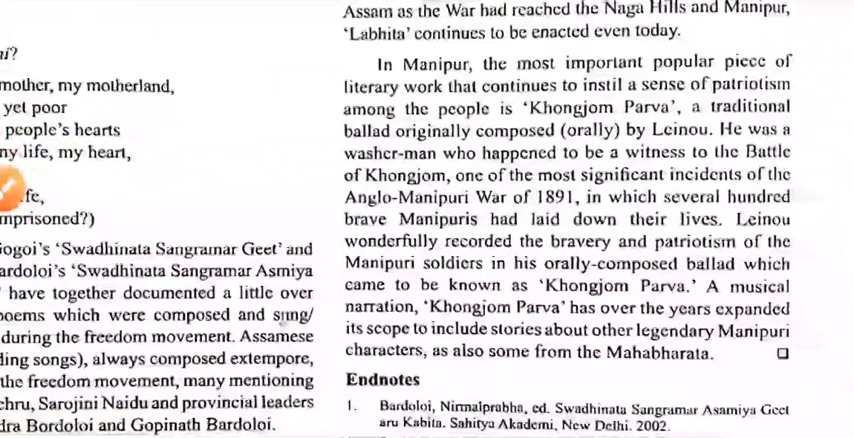 ai?
mother, my motherland,
yet poor
people's hearts
ny life, my heart,
fe,
mprisoned?)
iogoi's 'Swadhinata Sangramar Geet' and
ardoloi's 'Swadhinata Sangramar Asmiya
' have together documented a little over
poems which were composed and sung/
during the freedom movement. Assamese
ding songs), always composed extempore,
the freedom movement, many mentioning
ehru, Sarojini Naidu and provincial leaders
dra Bordoloi and Gopinath Bardoloi.
Assam as the War had reached the Naga Hills and Manipur,
'Labhita' continues to be enacted even today.
In Manipur, the most important popular piece of
literary work that continues to instil a sense of patriotism
among the people is 'Khongjom Parva', a traditional
ballad originally composed (orally) by Leinou. He was a
washer-man who happened to be a witness to the Battle
of Khongjom, one of the most significant incidents of the
Anglo-Manipuri War of 1891, in which several hundred
brave Manipuris had laid down their lives. Leinou
wonderfully recorded the bravery and patriotism of the
Manipuri soldiers in his orally-composed ballad which
came to be known as 'Khongjom Parva.' A musical
narration, 'Khongjom Parva' has over the years expanded
its scope to include stories about other legendary Manipuri
characters, as also some from the Mahabharata.
Endnotes
1. Bardoloi, Nirmalprabha, ed. Swadhinata Sangramar Asamiya Geet
aru Kabita. Sahitya Akademi, New Delhi. 2002.